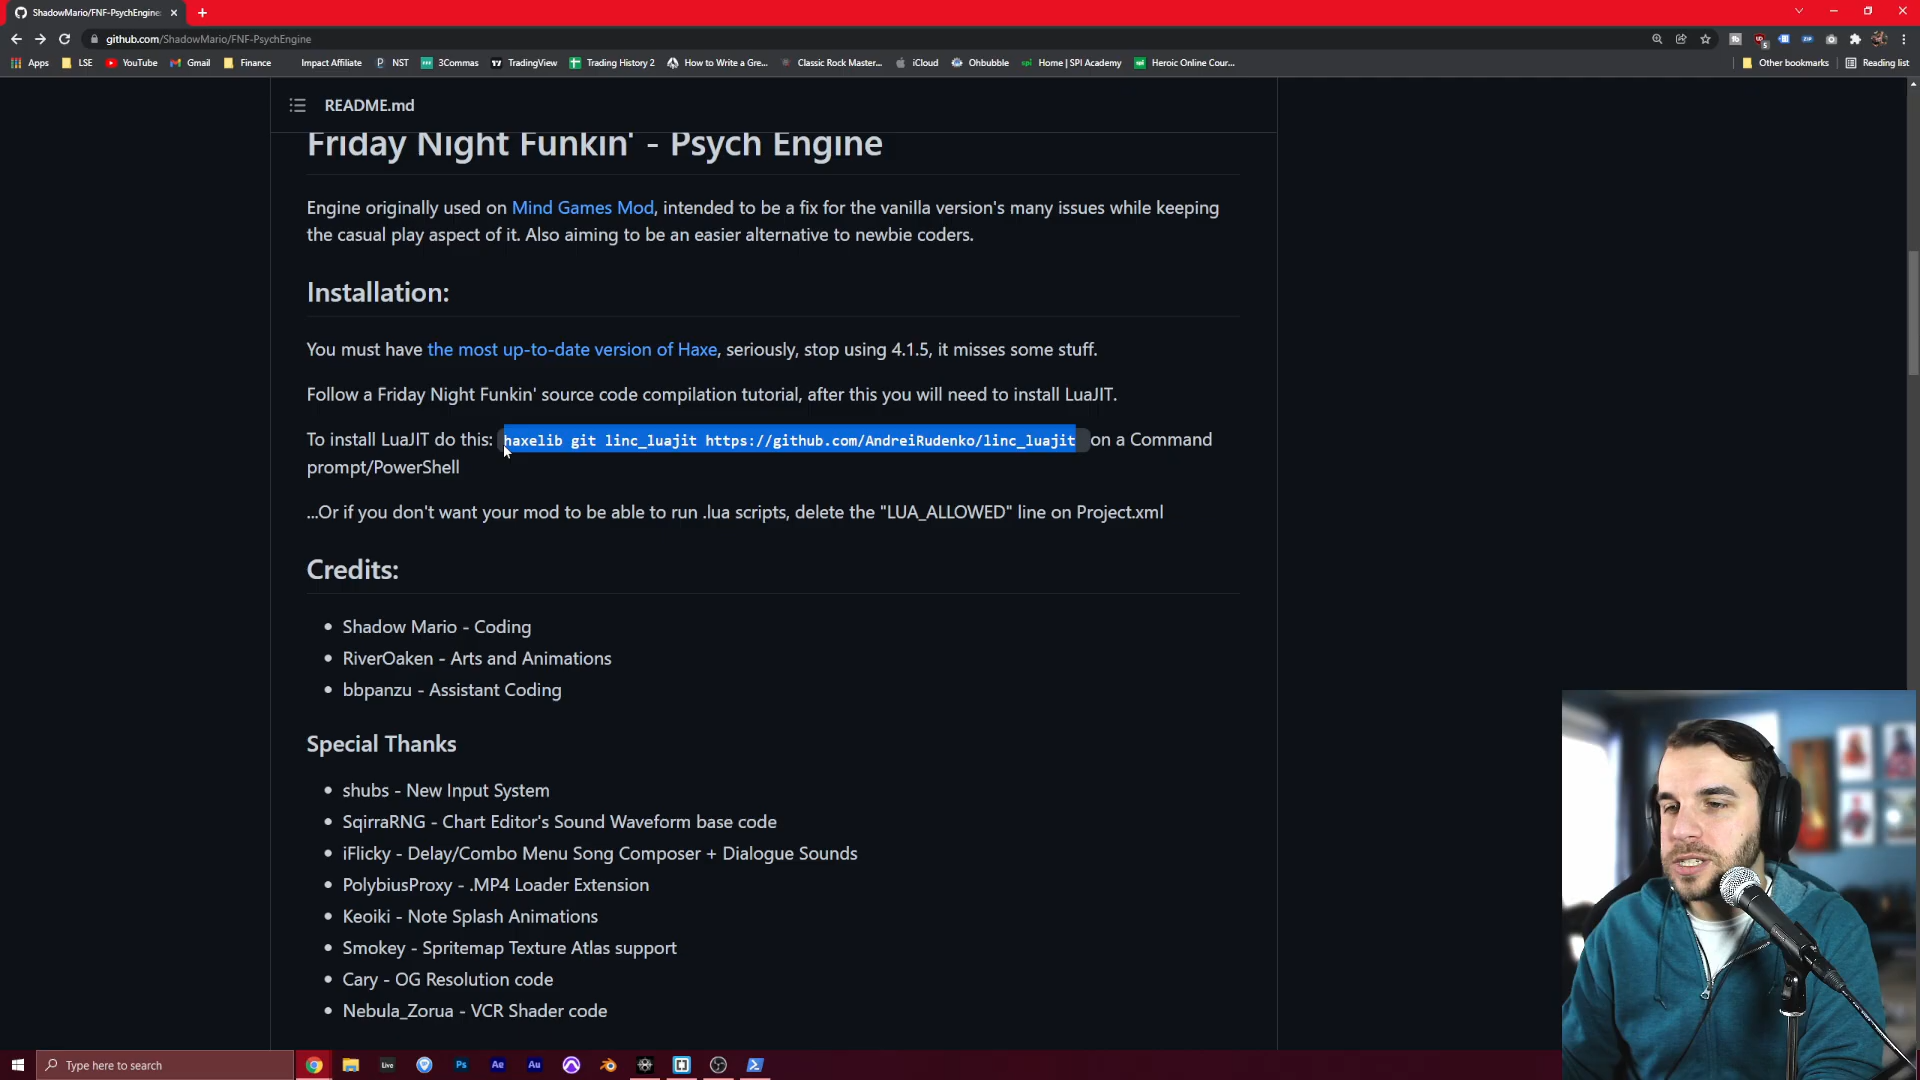 ShadowMario/FNF-PsychEngine:
github.com/ShadowMario/FNF-PsychEngine
Apps LSE YouTube Gmail Finance Impact Affiliate NST 3Commas TradingView Trading History 2 How to Write a Gre... Classic Rock Master... iCloud Ohbubble Home | SPI Academy Heroic Online Cour... Other bookmarks Reading list
README.md
Friday Night Funkin' - Psych Engine
Engine originally used on Mind Games Mod, intended to be a fix for the vanilla version's many issues while keeping
the casual play aspect of it. Also aiming to be an easier alternative to newbie coders.
Installation:
You must have the most up-to-date version of Haxe, seriously, stop using 4.1.5, it misses some stuff.
Follow a Friday Night Funkin' source code compilation tutorial, after this you will need to install LuaJIT.
To install LuaJIT do this: haxelib git linc_luajit https://github.com/AndreiRudenko/linc_luajit on a Command
prompt/PowerShell
...Or if you don't want your mod to be able to run .lua scripts, delete the "LUA_ALLOWED" line on Project.xml
Credits:
Shadow Mario - Coding
RiverOaken - Arts and Animations
bbpanzu - Assistant Coding
Special Thanks
shubs - New Input System
SqirraRNG - Chart Editor's Sound Waveform base code
iFlicky - Delay/Combo Menu Song Composer + Dialogue Sounds
PolybiusProxy - .MP4 Loader Extension
Keoiki - Note Splash Animations
Smokey - Spritemap Texture Atlas support
Cary - OG Resolution code
Nebula_Zorua - VCR Shader code
Type here to search Live Ps Ae Au